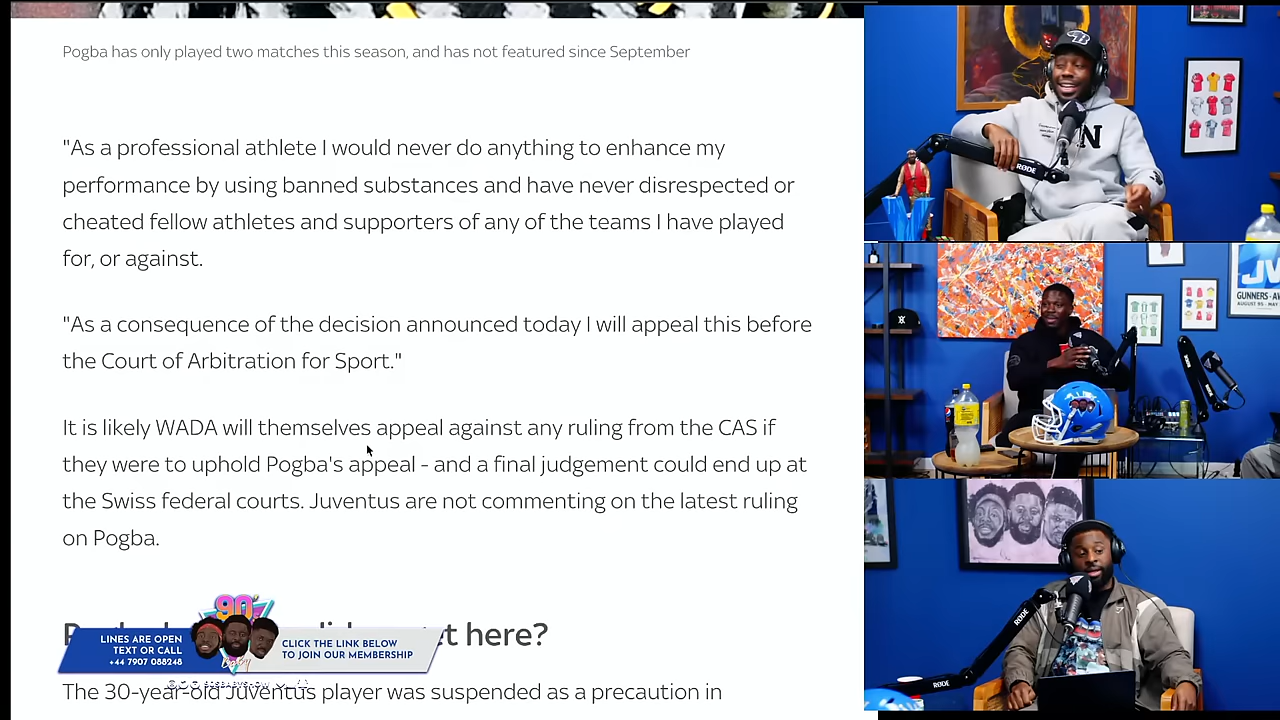 Pogba has only played two matches this season, and has not featured since September
"As a professional athlete I would never do anything to enhance my
performance by using banned substances and have never disrespected or
cheated fellow athletes and supporters of any of the teams I have played
for, or against.
"As a consequence of the decision announced today I will appeal this before
the Court of Arbitration for Sport."
It is likely WADA will themselves appeal against any ruling from the CAS if
they were to uphold Pogba's appeal - and a final judgement could end up at
the Swiss federal courts. Juventus are not commenting on the latest ruling
on Pogba.
here?
The 30-year-old Juventus player was suspended as a precaution in
90s
Baby
LINES ARE OPEN
TEXT OR CALL
+44 7907 088248
CLICK THE LINK BELOW
TO JOIN OUR MEMBERSHIP
N
RØDE
GUNNERS
AUGUST 95
RØDE
RØDE